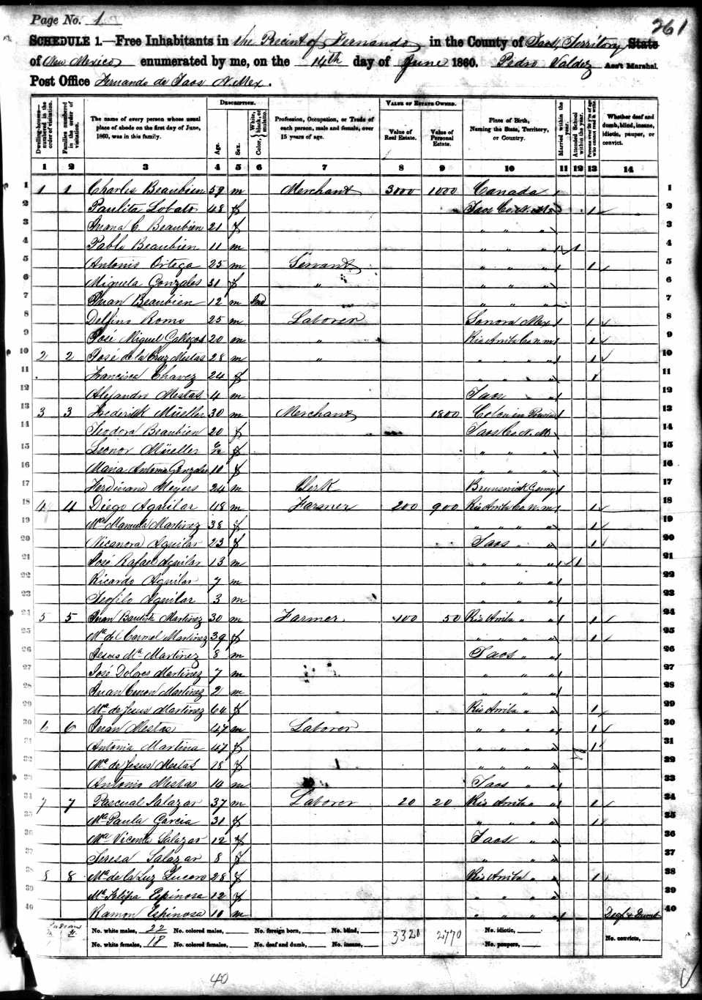 Page No. 1
261
SCHEDULE 1.—Free Inhabitants in the Precint of Fernando in the County of Taos, Territory State
of New Mexico enumerated by me, on the 14th day of June 1860. Pedro Valdez Ass't Marshal.
Post Office Fernando de Taos N. Mex.
Dwelling-houses—numbered in the order of visitation.
Families numbered in the order of visitation.
The name of every person whose usual place of abode on the first day of June, 1860, was in this family.
DESCRIPTION.
Age.
Sex.
Color, White, black, or mulatto.
Profession, Occupation, or Trade of each person, male and female, over 15 years of age.
VALUE OF ESTATE OWNED.
Value of Real Estate.
Value of Personal Estate.
Place of Birth, Naming the State, Territory, or Country.
Married within the year.
Attended School within the year.
Persons over 20 y'rs of age who cannot read & write.
Whether deaf and dumb, blind, insane, idiotic, pauper, or convict.
1 2 3 4 5 6 7 8 9 10 11 12 13 14
1 1 1 Charles Beaubien 59 m Merchant 3000 1000 Canada 1
2 Paulita Lobato 48 f Taos Co. N. Mo 1 2
3 Juana C. Beaubien 21 f " " " 3
4 Pablo Beaubien 11 m " " " 1 4
5 Antonio Ortega 25 m Servant " " " 1 5
6 Miguela Gonzales 31 f " " " " 6
7 Juan Beaubien 12 m Ind " " " 7
8 Delfino Romo 25 m Laborer Sonora Mex 1 8
9 José Miguel Gallegos 20 m " Rio Arriba Co. N. M 1 9
10 2 2 José de la Cruz Mestas 28 m " " " " " 1 10
11 Francisca Chavez 24 f " " " 1 11
12 Alejandro Mestas 4 m Taos " " 12
13 3 3 Frederick Müeller 30 m Merchant 1800 Coln in Prusia 13
14 Teodora Beaubien 20 f Taos Co. N. Mo 14
15 Leonor Müeller f " " " 15
16 Maria Antonia Gonzales 10 f " " " 16
17 Ferdinand Meyers 24 m Clerk Brunswick Germy 17
18 4 4 Diego Aguilar 48 m Farmer 200 900 Rio Arriba Co. N. M 1 18
19 Ma Manuela Martinez 38 f " " " " 1 19
20 Nicanora Aguilar 23 f Taos " " 1 20
21 José Rafael Aguilar 13 m " " " 1 21
22 Ricardo Aguilar 7 m " " " 22
23 Teofilo Aguilar 3 m " " " 23
24 5 5 Juan Bautista Martinez 30 m Farmer 100 50 Rio Arriba " " 1 24
25 Ma del Carmel Martinez 39 f " " " " 1 25
26 Jesus Ma Martinez 8 m Taos " " 26
27 José Dolores Martinez 7 m " " " 27
28 Juan Martinez 2 m " " " 28
29 Ma de Jesus Martinez 64 f Rio Arriba " " 1 29
30 6 6 Juan Mestas 47 m Laborer " " " " 1 30
31 Antonia Martina 47 f " " " " 1 31
32 Ma de Jesus Mestas 18 f " " " " 32
33 Antonio Mestas 10 m Taos " " 33
34 7 7 Pascual Salazar 37 m Laborer 20 20 Rio Arriba " " 1 34
35 Ma Paula Garcia 31 f " " " " 1 35
36 Ma Vicenta Salazar 12 f Taos " " 36
37 Teresa Salazar 8 f " " " 37
38 8 8 Ma de la Luz Lucero 28 f Rio Arriba " " 1 38
39 Ma Felipa Espinosa 12 f " " " " 39
40 Ramon Espinosa 10 m " " " " Deaf & Dumb 40
No. white males, 22 No. colored males, No. foreign born, No. blind, 3320 2770 No. idiotic,
No. white females, 18 No. colored females, No. deaf and dumb, No. insane, No. paupers, No. convicts,
40